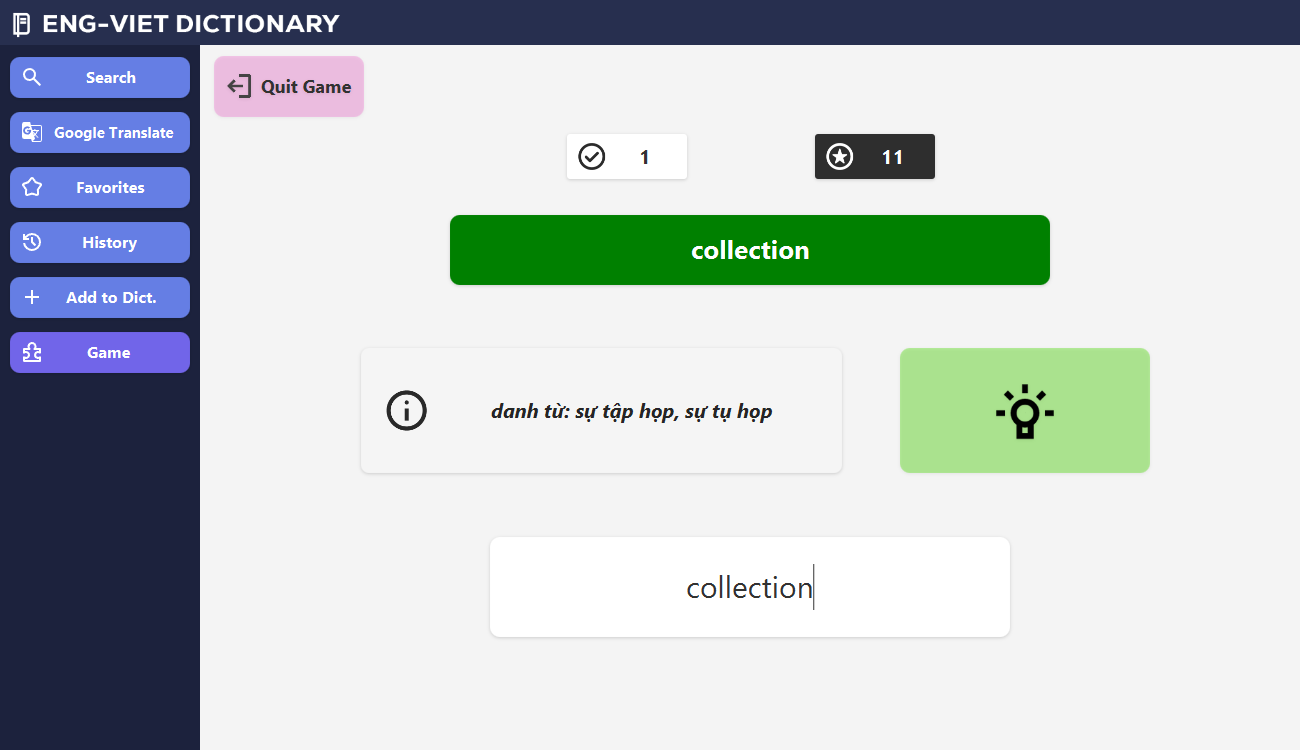 ENG-VIET DICTIONARY
Search
Google Translate
Favorites
History
Add to Dict.
Game
Quit Game
1
11
collection
danh từ: sự tập họp, sự tụ họp
collection